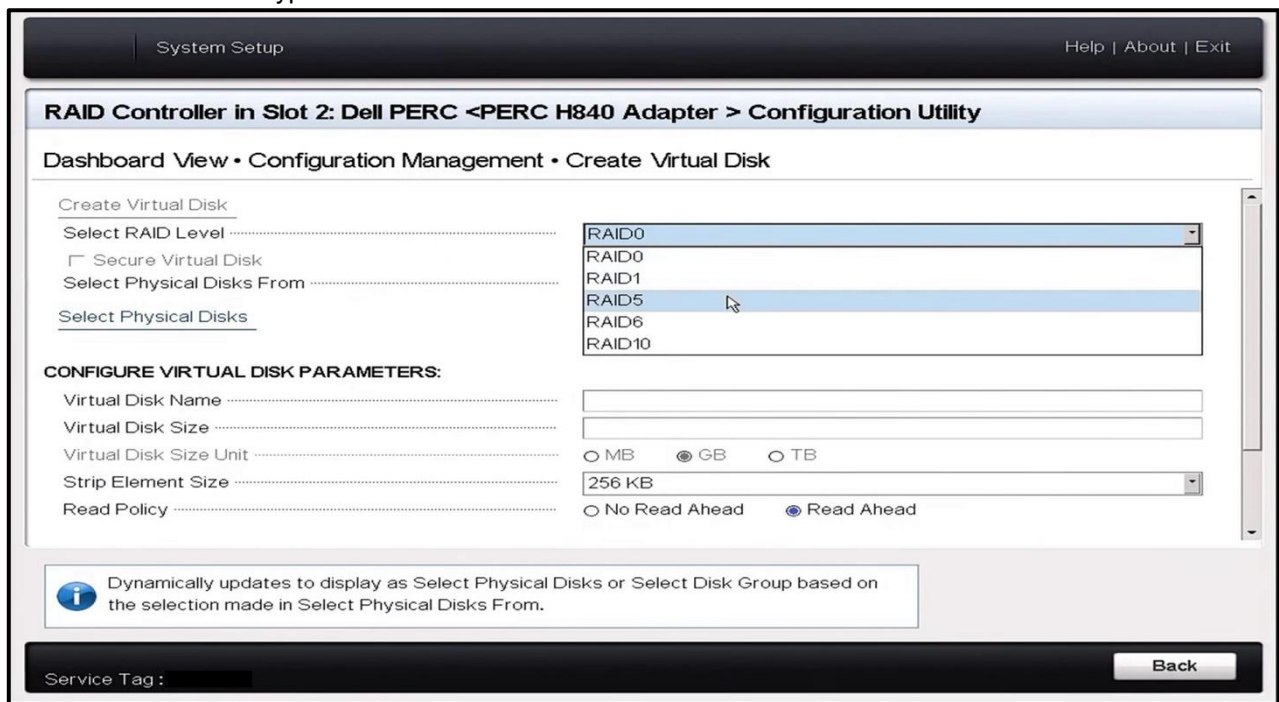 System Setup
Help | About | Exit
RAID Controller in Slot 2: Dell PERC <PERC H840 Adapter > Configuration Utility
Dashboard View • Configuration Management • Create Virtual Disk
Create Virtual Disk
Select RAID Level
RAID0
Secure Virtual Disk
RAID0
Select Physical Disks From
RAID1
RAID5
Select Physical Disks
RAID6
RAID10
CONFIGURE VIRTUAL DISK PARAMETERS:
Virtual Disk Name
Virtual Disk Size
Virtual Disk Size Unit
MB GB TB
Strip Element Size
256 KB
Read Policy
No Read Ahead Read Ahead
Dynamically updates to display as Select Physical Disks or Select Disk Group based on
the selection made in Select Physical Disks From.
Service Tag :
Back